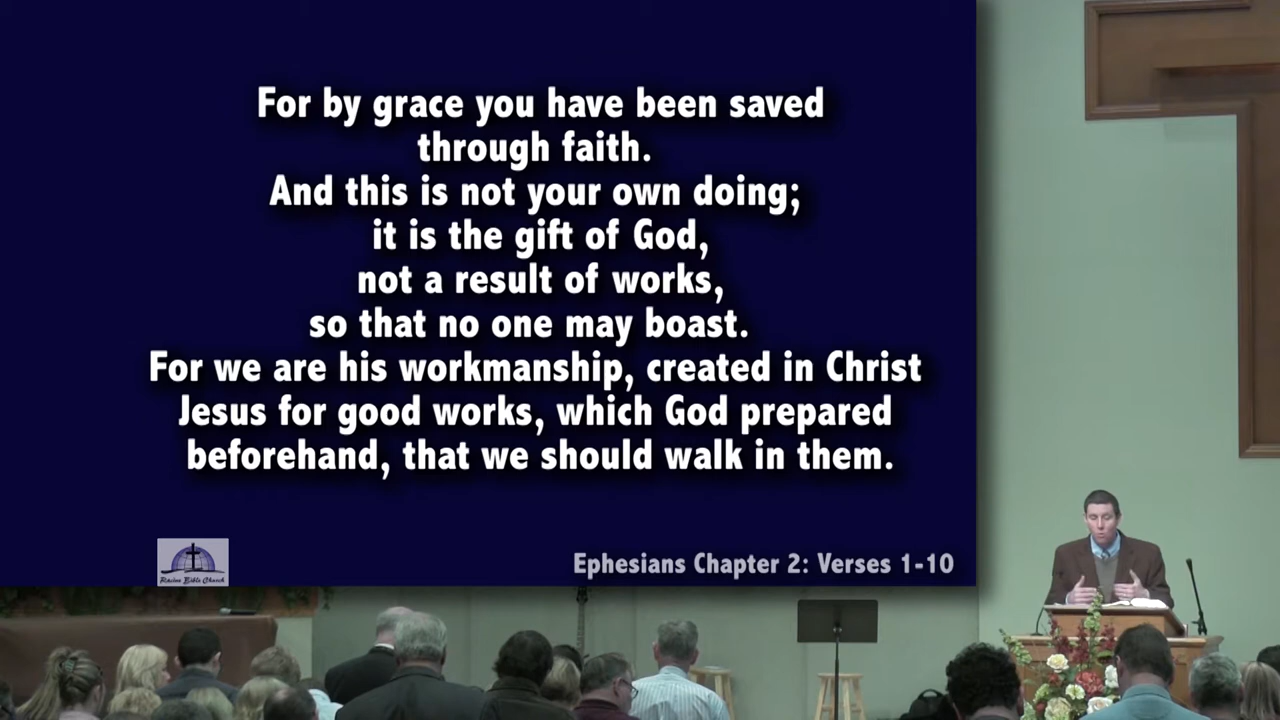 For by grace you have been saved
through faith.
And this is not your own doing;
it is the gift of God,
not a result of works,
so that no one may boast.
For we are his workmanship, created in Christ
Jesus for good works, which God prepared
beforehand, that we should walk in them.
Racine Bible Church
Ephesians Chapter 2: Verses 1-10